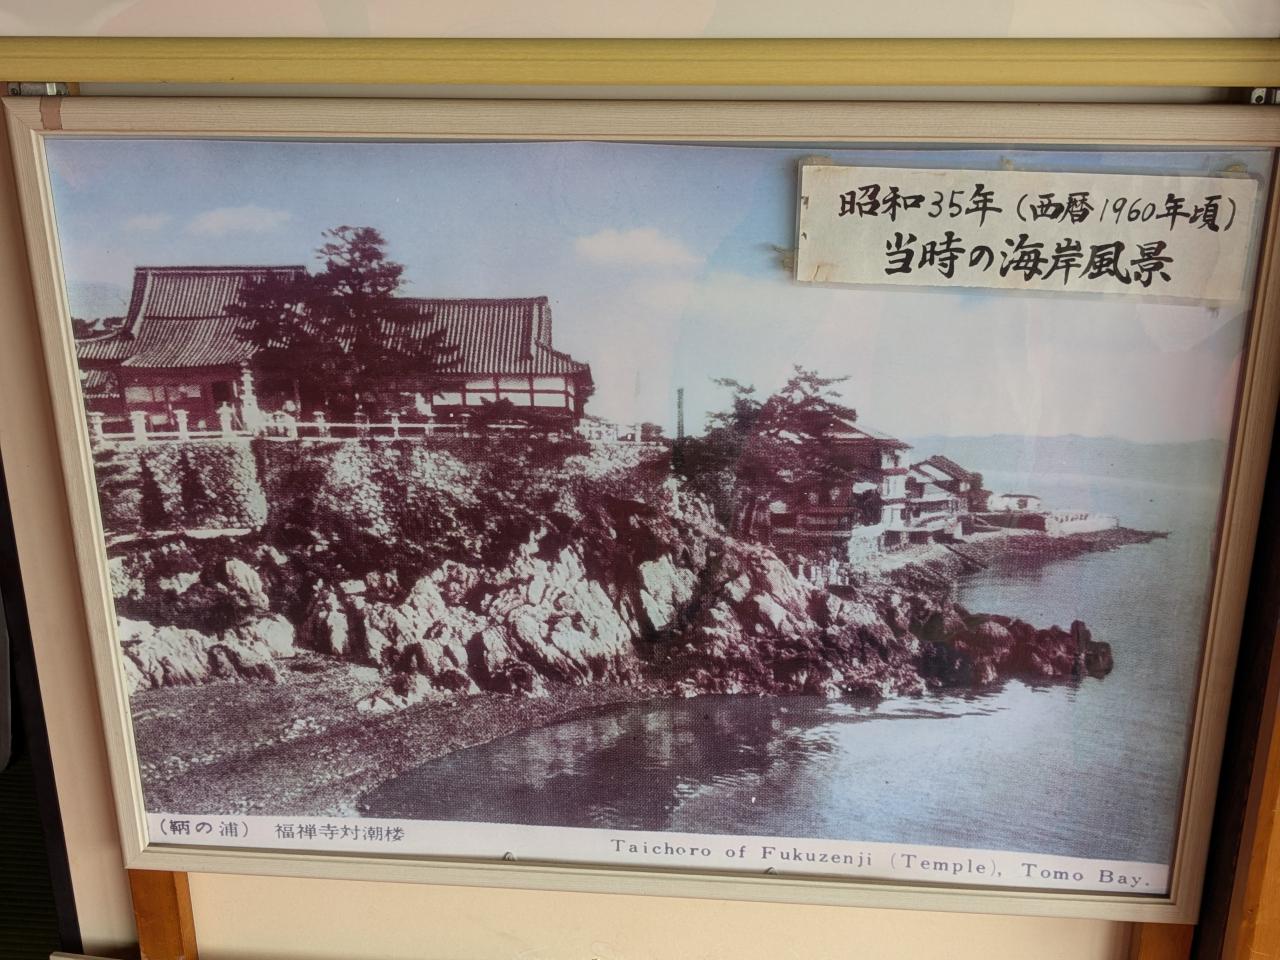 昭和35年(西暦1960年頃)
当時の海岸風景
(鞆の浦) 福禅寺対潮楼
Taichoro of Fukuzenji (Temple), Tomo Bay.